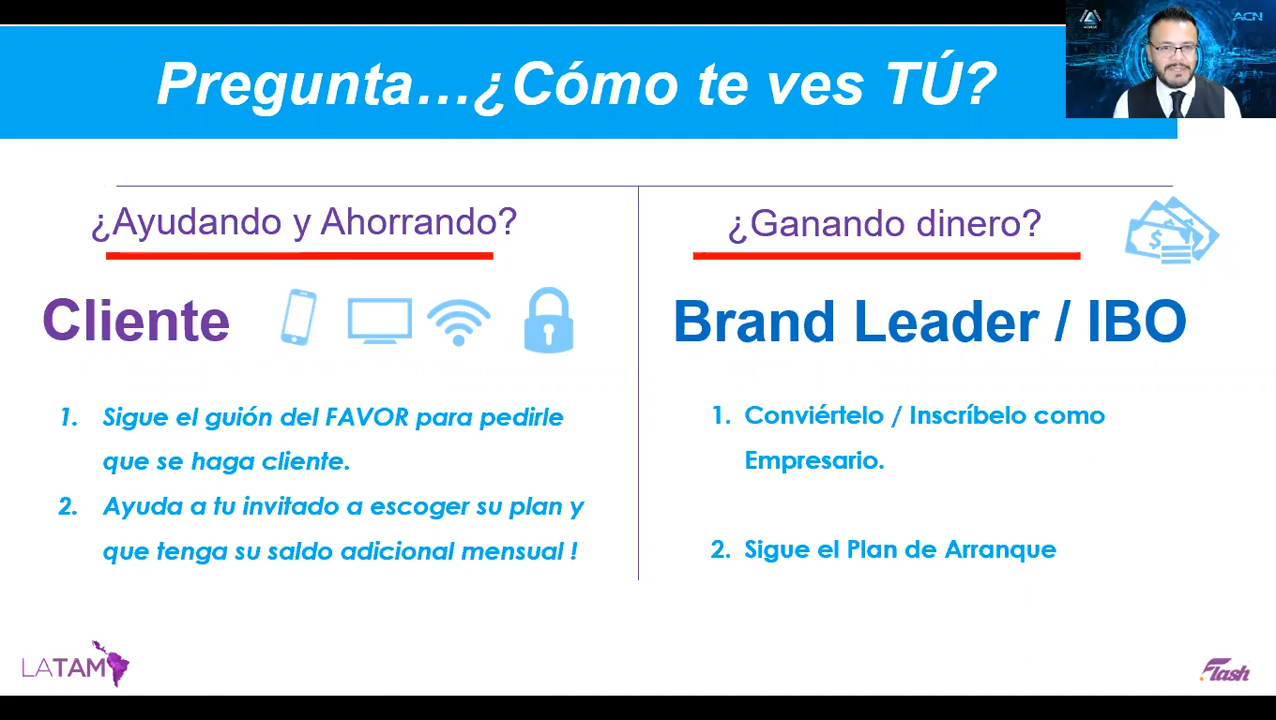 Pregunta...¿Cómo te ves TÚ?
ACN
¿Ayudando y Ahorrando?
Cliente
1. Sigue el guión del FAVOR para pedirle
que se haga cliente.
2. Ayuda a tu invitado a escoger su plan y
que tenga su saldo adicional mensual !
¿Ganando dinero?
Brand Leader / IBO
1. Conviértelo / Inscríbelo como
Empresario.
2. Sigue el Plan de Arranque
LATAM
Flash